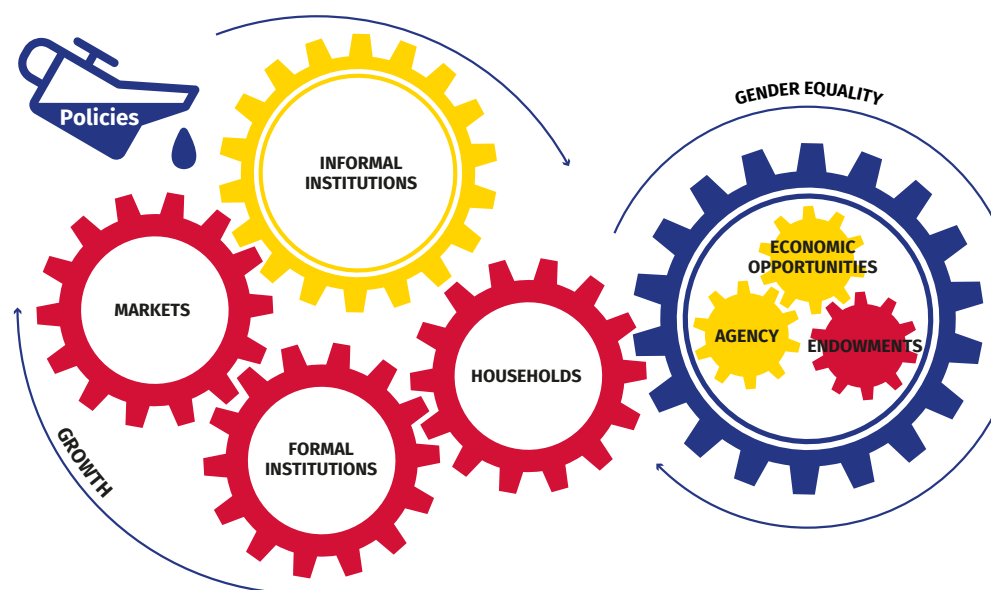 Policies
INFORMAL
INSTITUTIONS
MARKETS
FORMAL
INSTITUTIONS
HOUSEHOLDS
GROWTH
GENDER EQUALITY
ECONOMIC
OPPORTUNITIES
AGENCY
ENDOWMENTS